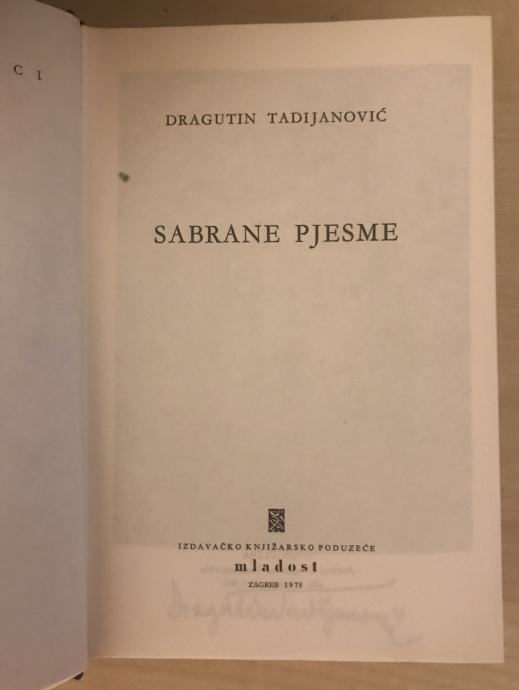 C I
DRAGUTIN TADIJANOVIĆ
SABRANE PJESME
IZDAVAČKO KNJIŽARSKO PODUZEĆE
mladost
ZAGREB 1975